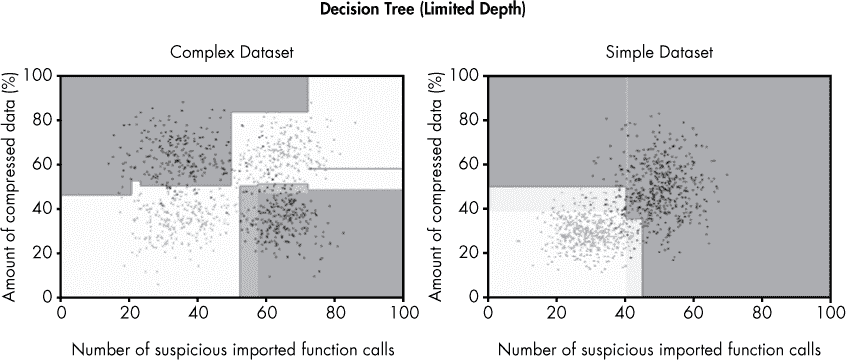 Decision Tree (Limited Depth)
Complex Dataset
Simple Dataset
Amount of compressed data (%)
100
80
60
40
20
0
0 20 40 60 80 100
Number of suspicious imported function calls
Amount of compressed data (%)
100
80
60
40
20
0
0 20 40 60 80 100
Number of suspicious imported function calls